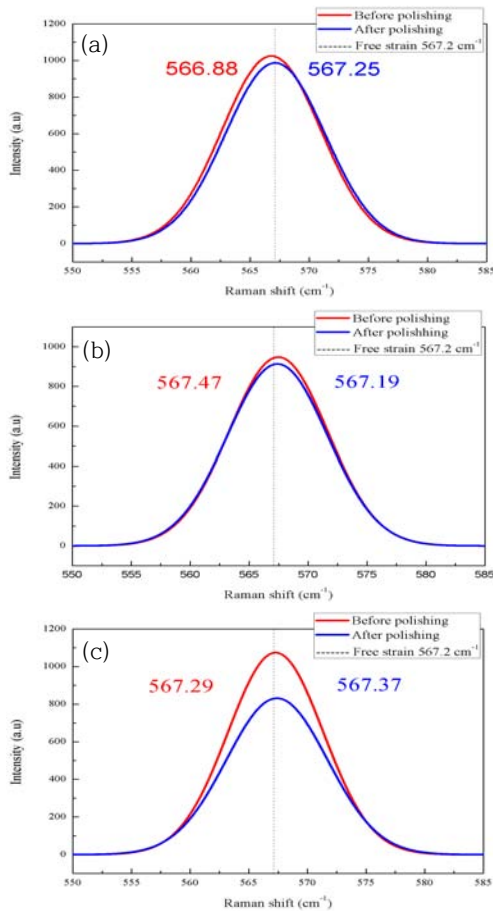 Before polishing
After polishing
Free strain 567.2 cm⁻¹
(a)
566.88
567.25
1200
1000
800
600
400
200
0
Intensity (a.u)
550 555 560 565 570 575 580 585
Raman shift (cm⁻¹)
Before polishing
After polishhing
Free strain 567.2 cm⁻¹
(b)
567.47
567.19
1000
800
600
400
200
0
Intensity (a.u)
550 555 560 565 570 575 580 585
Raman shift (cm⁻¹)
Before polishing
After polishing
Free strain 567.2 cm⁻¹
(c)
567.29
567.37
1200
1000
800
600
400
200
0
Intensity (a.u)
550 555 560 565 570 575 580 585
Raman shift (cm⁻¹)